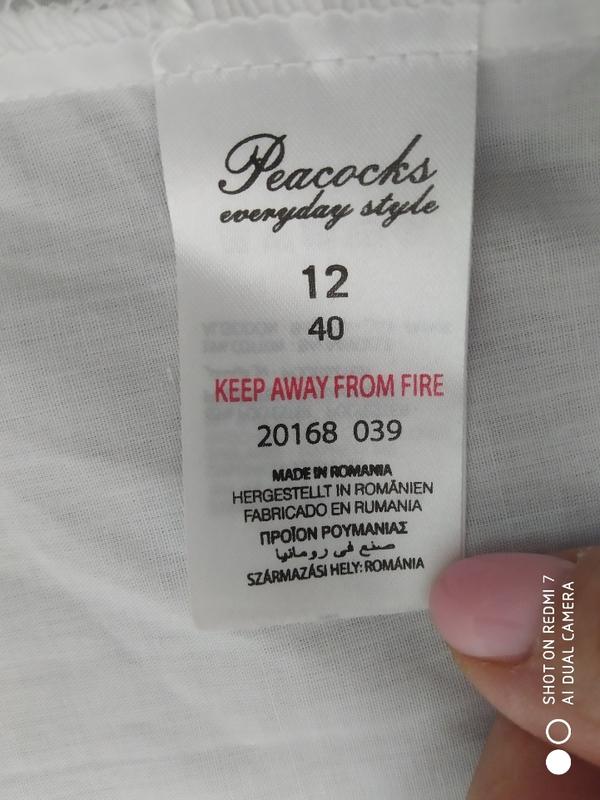 Peacocks
everyday style
12
40
KEEP AWAY FROM FIRE
20168 039
MADE IN ROMANIA
HERGESTELLT IN ROMÄNIEN
FABRICADO EN RUMANIA
ΠΡΟΪΟΝ ΡΟΥΜΑΝΙΑΣ
صنع في رومانيا
SZÁRMAZÁSI HELY: ROMÁNIA
SHOT ON REDMI 7
AI DUAL CAMERA